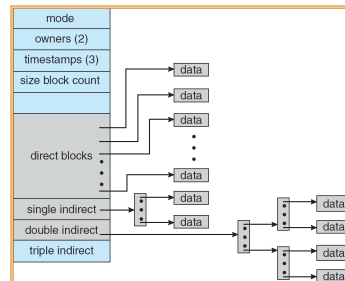 mode
owners (2)
timestamps (3)
size block count
data
data
data
direct blocks
data
data
single indirect
data
data
double indirect
data
triple indirect
data
data